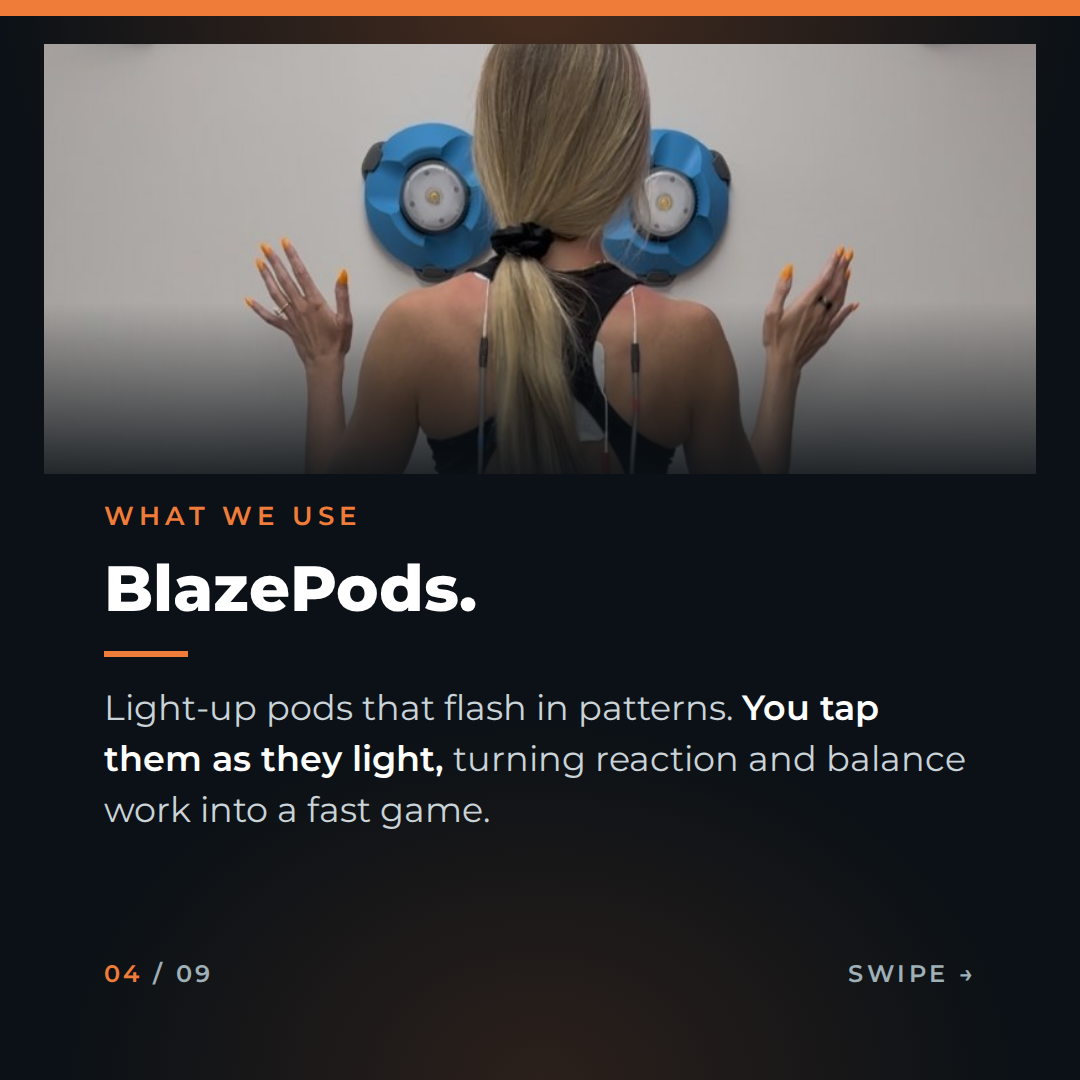 WHAT WE USE
BlazePods.
Light-up pods that flash in patterns. You tap
them as they light, turning reaction and balance
work into a fast game.
04 / 09
SWIPE →